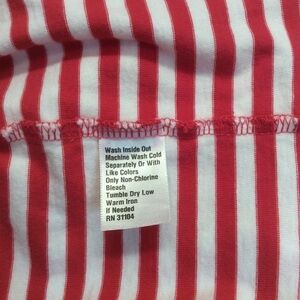 Wash Inside Out
Machine Wash Cold
Separately Or With
Like Colors
Only Non-Chlorine
Bleach
Tumble Dry Low
Warm Iron
If Needed
RN 31104